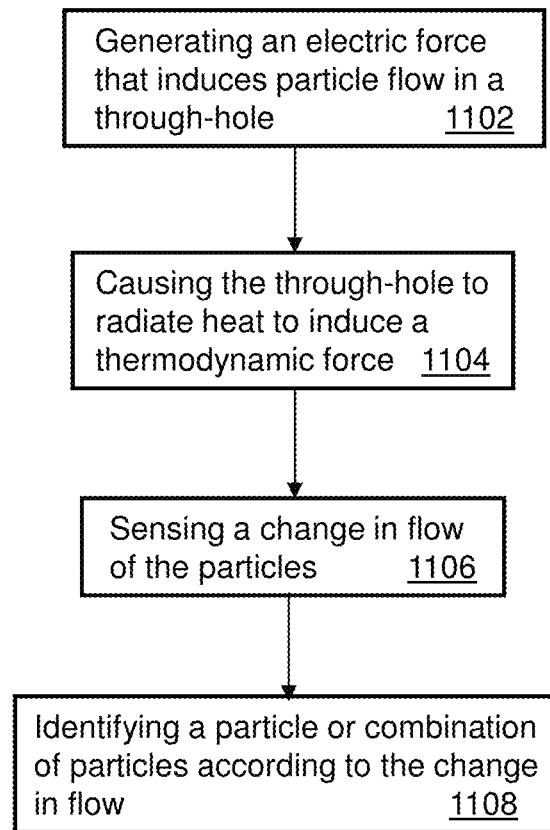 Generating an electric force
that induces particle flow in a
through-hole 1102
Causing the through-hole to
radiate heat to induce a
thermodynamic force 1104
Sensing a change in flow
of the particles 1106
Identifying a particle or combination
of particles according to the change
in flow 1108